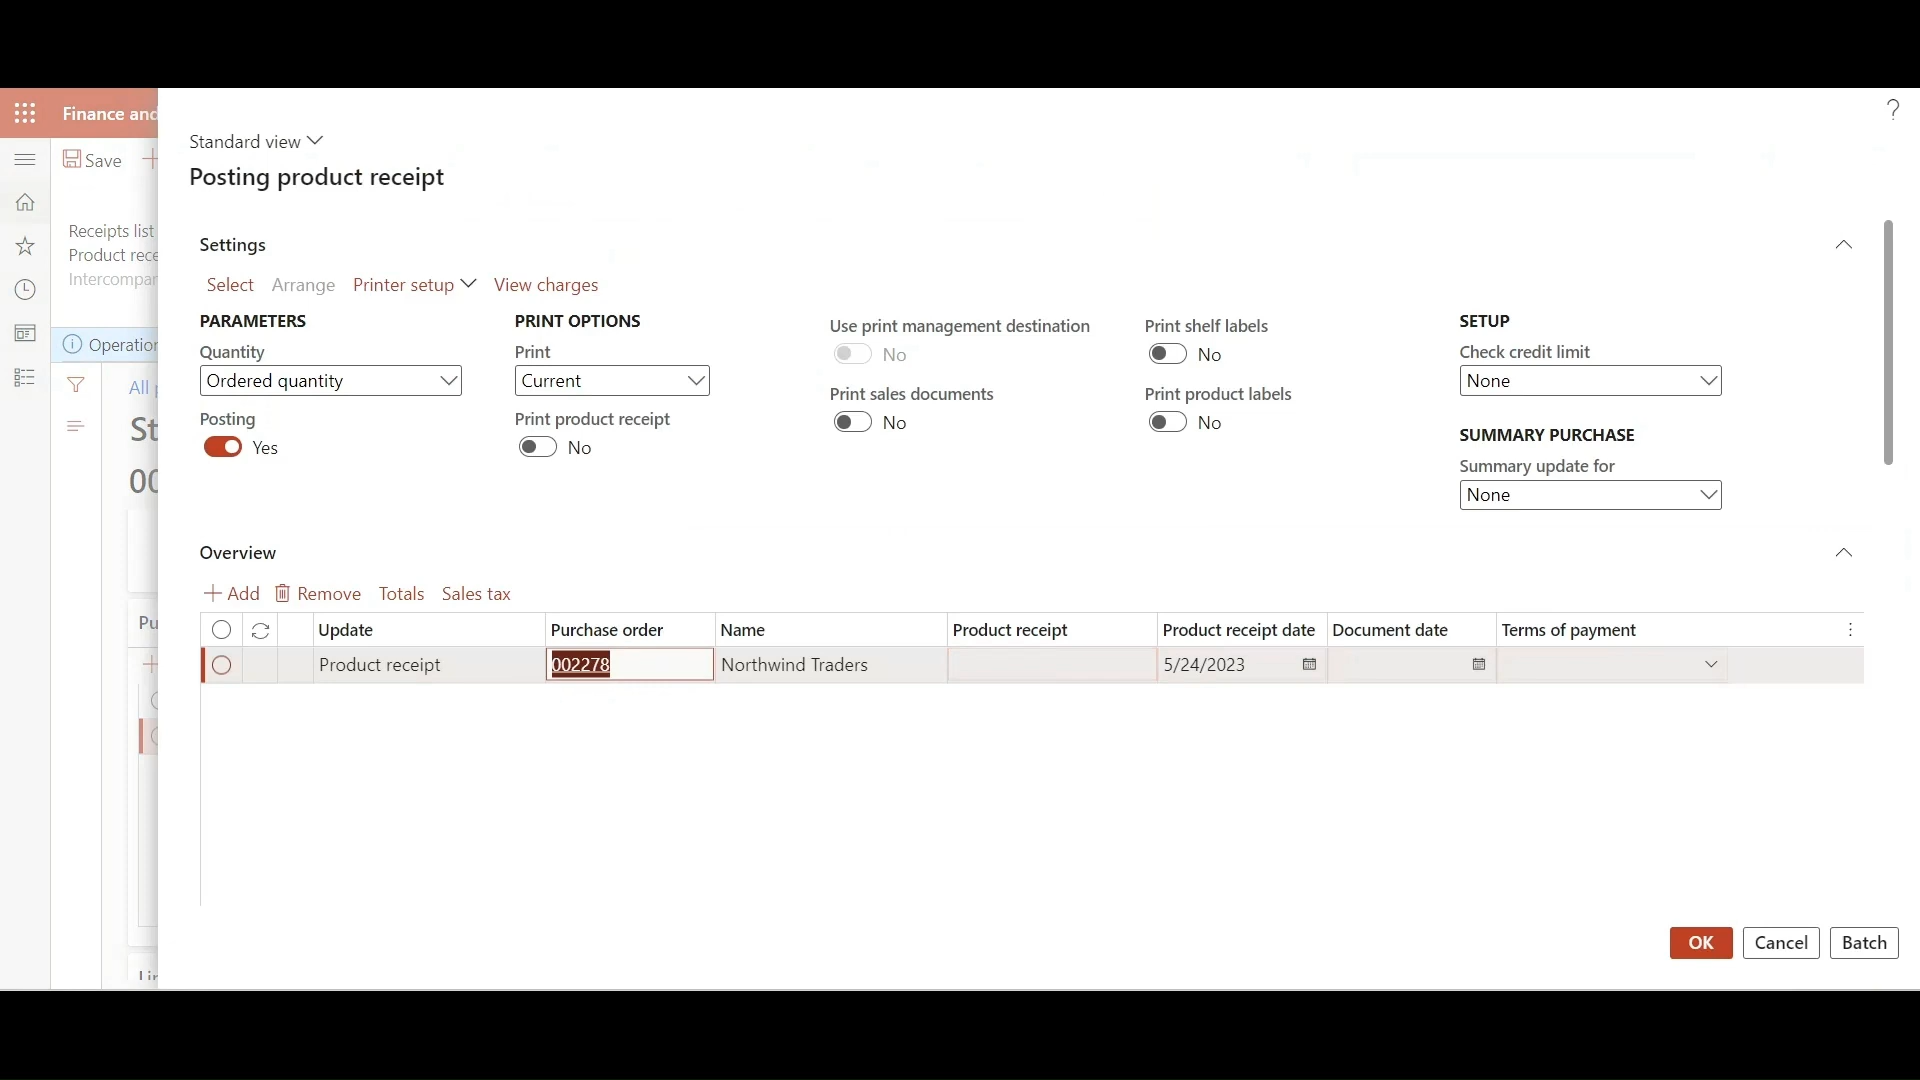 Finance and
?
Save
Standard view
Posting product receipt
Receipts list
Product rece
Intercompan
Operation
All p
St
00
Pu
Lin
Settings
Select Arrange Printer setup View charges
PARAMETERS
Quantity
Ordered quantity
Posting
Yes
PRINT OPTIONS
Print
Current
Print product receipt
No
Use print management destination
No
Print sales documents
No
Print shelf labels
No
Print product labels
No
SETUP
Check credit limit
None
SUMMARY PURCHASE
Summary update for
None
Overview
Add Remove Totals Sales tax
Update Purchase order Name Product receipt Product receipt date Document date Terms of payment
Product receipt 002278 Northwind Traders 5/24/2023
OK Cancel Batch